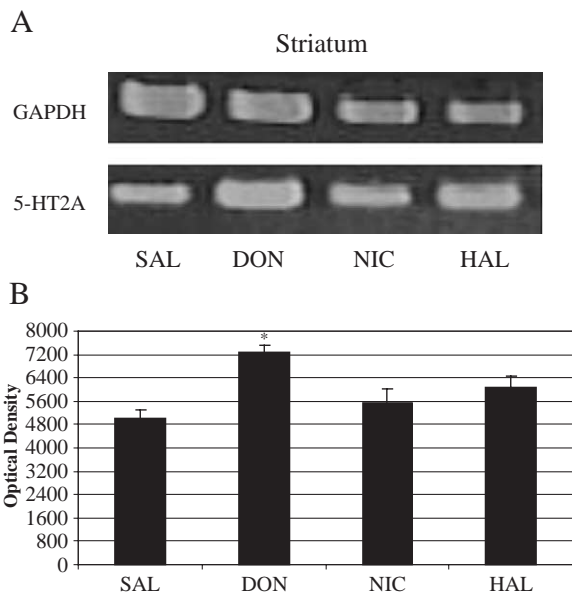 A
Striatum
GAPDH
5-HT2A
SAL DON NIC HAL
B
Optical Density
8000
7200
6400
5600
4800
4000
3200
2400
1600
800
0
*
SAL DON NIC HAL